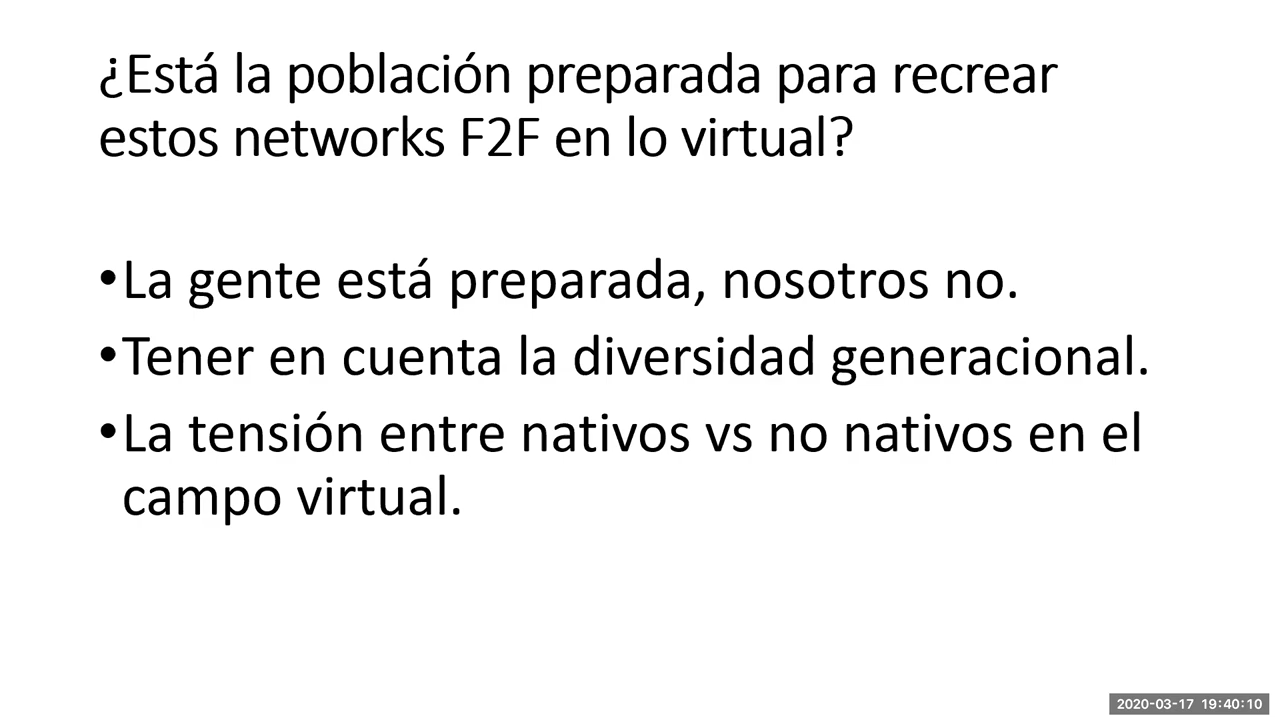 ¿Está la población preparada para recrear
estos networks F2F en lo virtual?
•La gente está preparada, nosotros no.
•Tener en cuenta la diversidad generacional.
•La tensión entre nativos vs no nativos en el
campo virtual.
2020-03-17 19:40:10